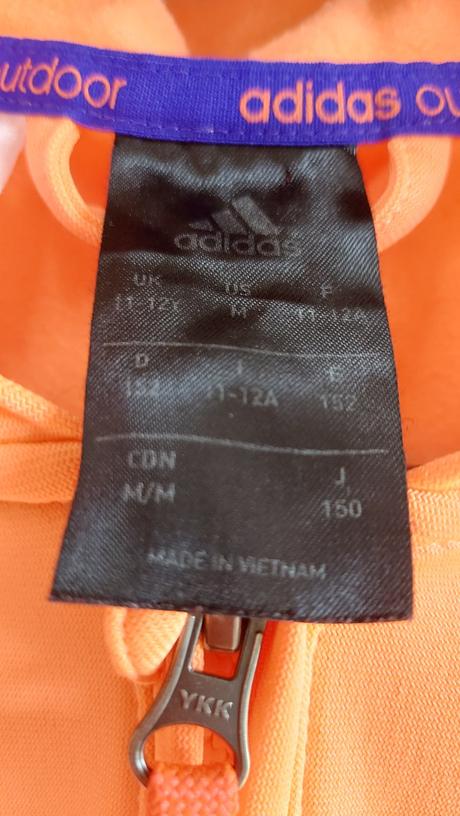 outdoor adidas ou
adidas
UK US F
11-12Y M 11-12A
D I E
152 11-12A 152
CDN J
M/M 150
MADE IN VIETNAM
YKK